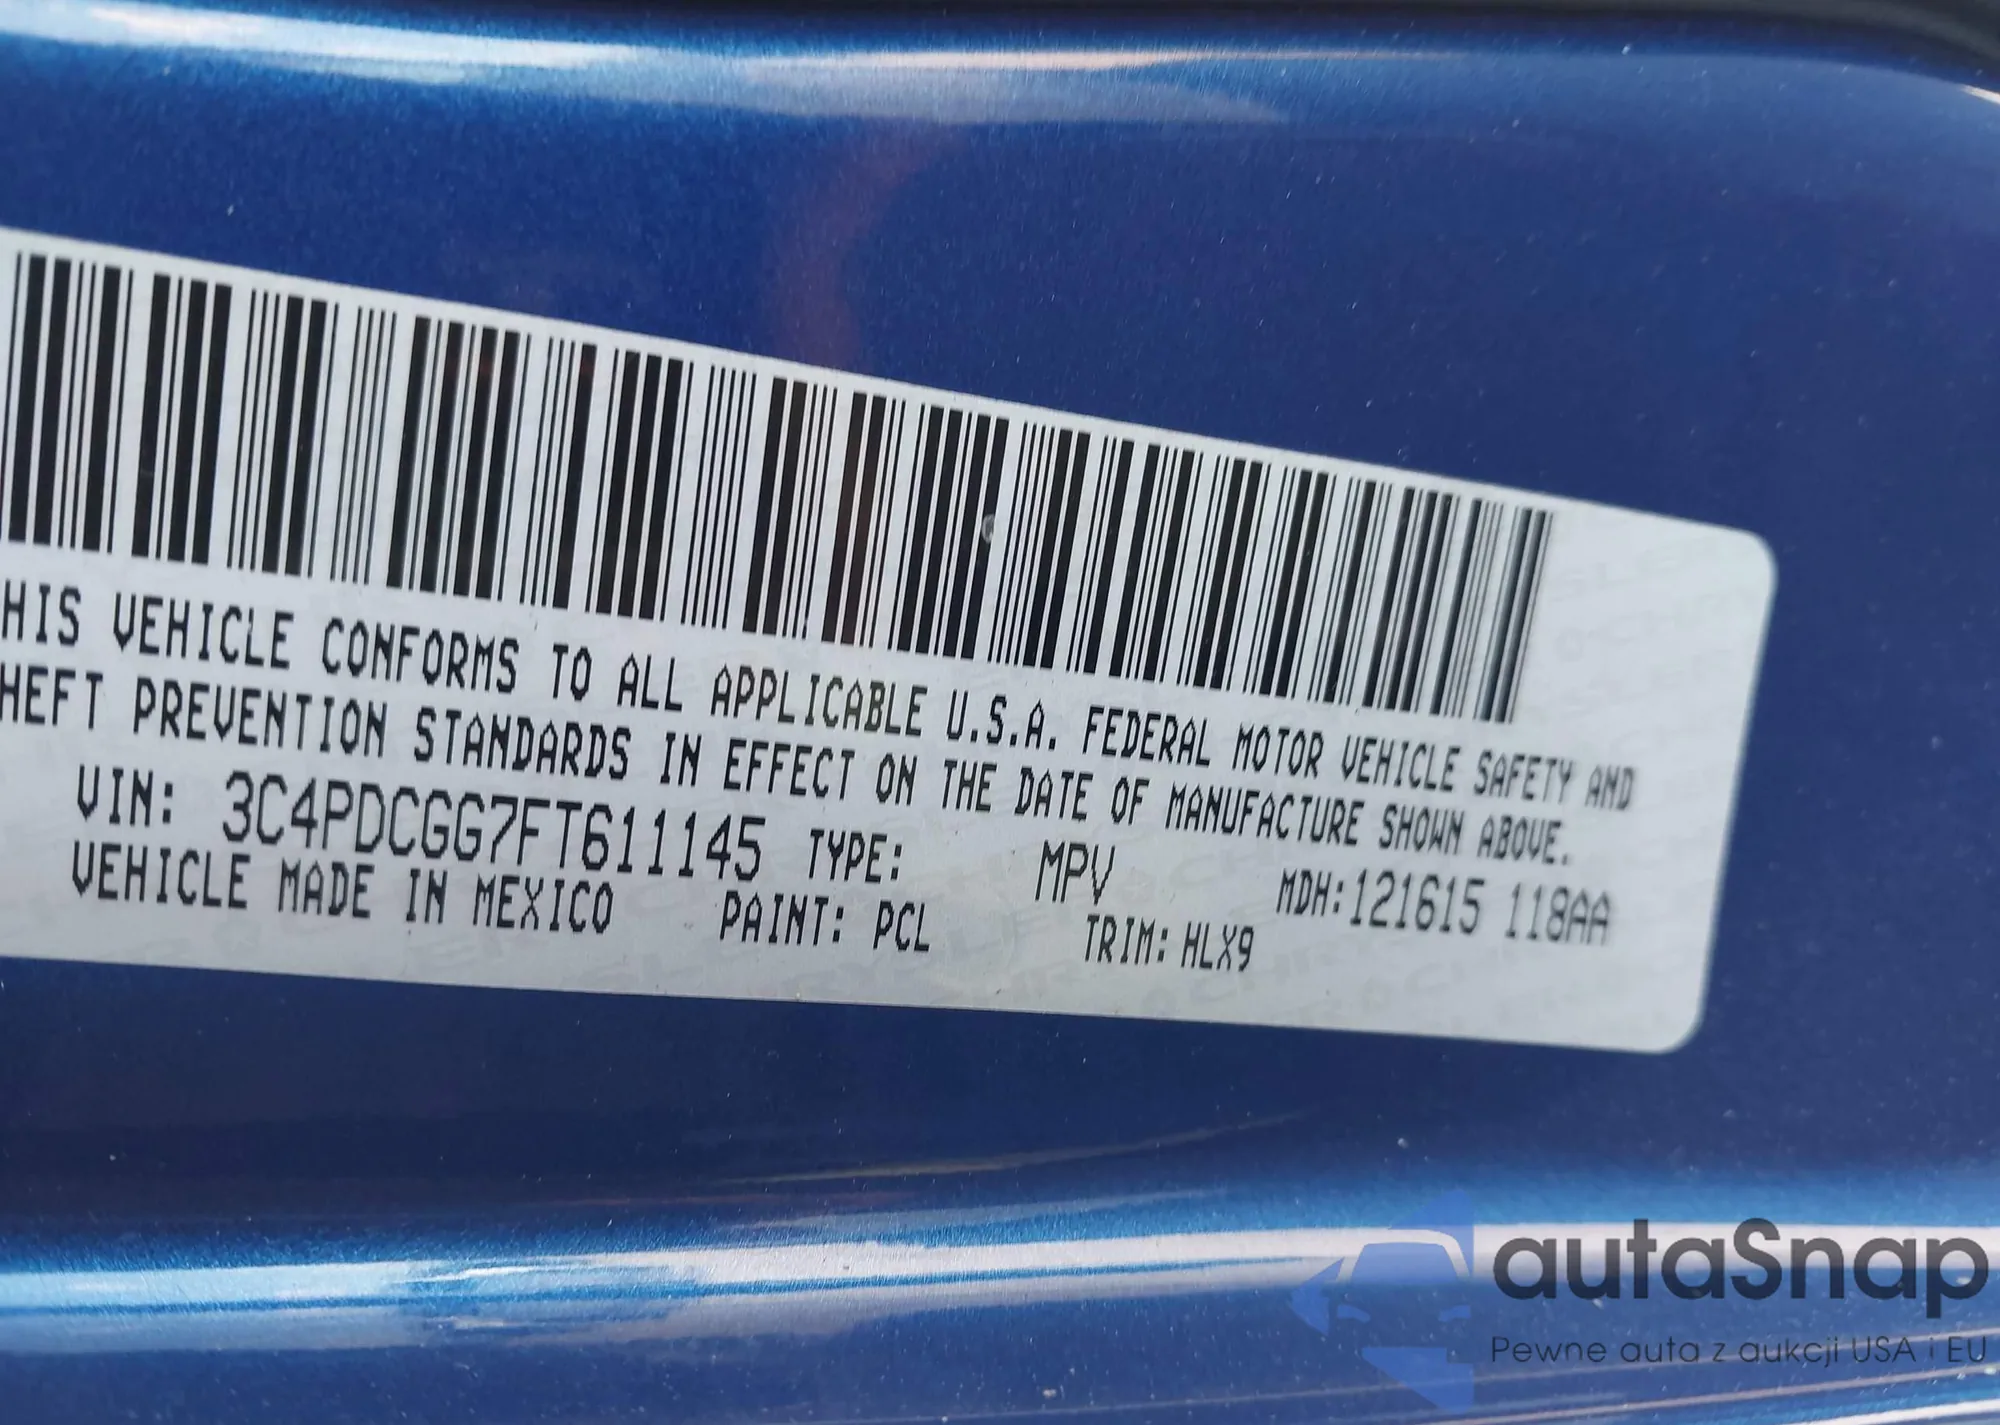 HIS VEHICLE CONFORMS TO ALL APPLICABLE U.S.A. FEDERAL MOTOR VEHICLE SAFETY AND
HEFT PREVENTION STANDARDS IN EFFECT ON THE DATE OF MANUFACTURE SHOWN ABOVE.
VIN: 3C4PDCGG7FT611145 TYPE: MPV MDH:121615 118AA
VEHICLE MADE IN MEXICO PAINT: PCL TRIM: HLX9
autaSnap
Pewne auta z aukcji USA i EU